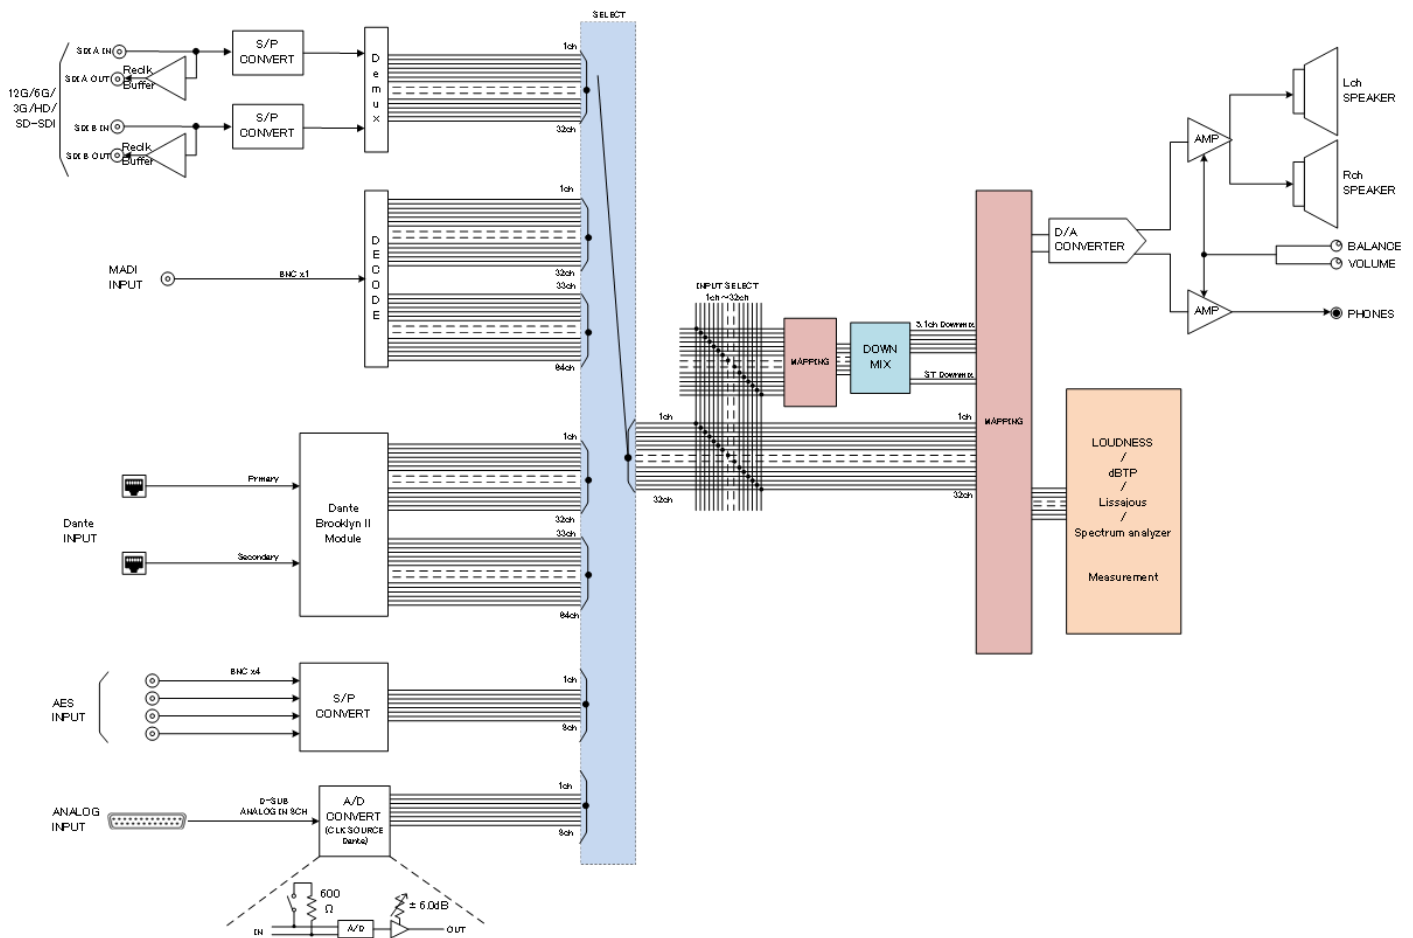 SELECT
12G/6G/
3G/HD/
SD-SDI
SDI A IN
SDI A OUT
Reclk
Buffer
SDI B IN
SDI B OUT
Reclk
Buffer
S/P
CONVERT
S/P
CONVERT
Demux
1ch
32ch
MADI
INPUT
BNC x1
DECODE
1ch
32ch
33ch
64ch
Dante
INPUT
Primary
Secondary
Dante
Brooklyn II
Module
1ch
32ch
33ch
64ch
AES
INPUT
BNC x4
S/P
CONVERT
1ch
8ch
ANALOG
INPUT
D-SUB
ANALOG IN 8CH
A/D
CONVERT
(CLK SOURCE
Dante)
1ch
8ch
600
Ω
± 6.0dB
IN
A/D
OUT
INPUT SELECT
1ch～32ch
MAPPING
DOWN
MIX
5.1ch Downmix
ST Downmix
1ch
32ch
1ch
32ch
MAPPING
D/A
CONVERTER
AMP
AMP
Lch
SPEAKER
Rch
SPEAKER
BALANCE
VOLUME
PHONES
LOUDNESS
/
dBTP
/
Lissajous
/
Spectrum analyzer
Measurement